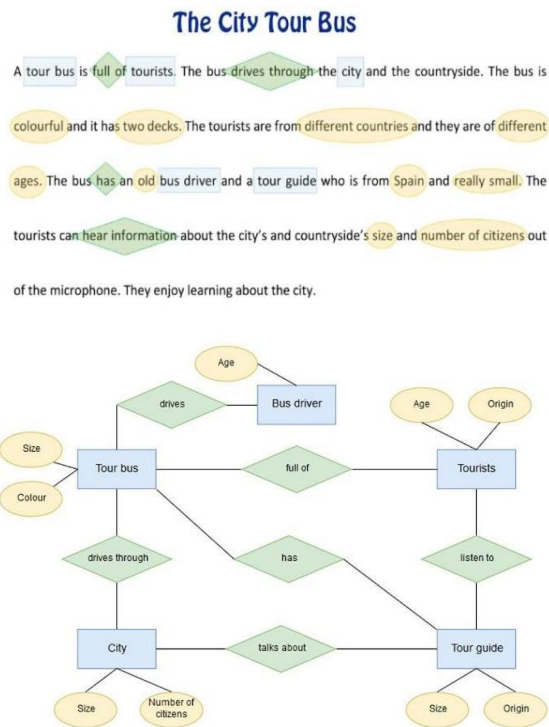 The City Tour Bus
A tour bus is full of tourists. The bus drives through the city and the countryside. The bus is
colourful and it has two decks. The tourists are from different countries and they are of different
ages. The bus has an old bus driver and a tour guide who is from Spain and really small. The
tourists can hear information about the city's and countryside's size and number of citizens out
of the microphone. They enjoy learning about the city.
Age
drives
Bus driver
Age
Origin
Size
Tour bus
full of
Tourists
Colour
drives through
has
listen to
City
talks about
Tour guide
Size
Number of
citizens
Size
Origin